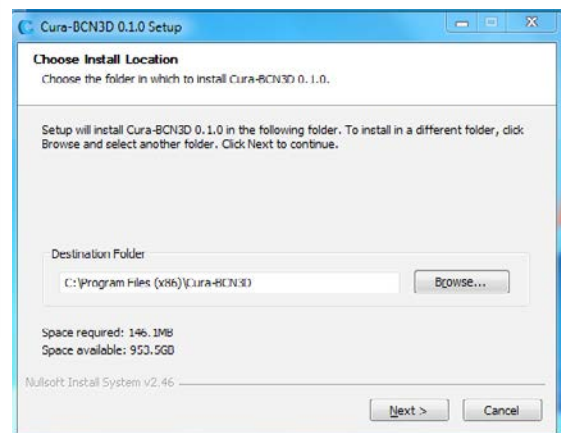 Cura-BCN3D 0.1.0 Setup
Choose Install Location
Choose the folder in which to install Cura-BCN3D 0.1.0.
Setup will install Cura-BCN3D 0.1.0 in the following folder. To install in a different folder, click
Browse and select another folder. Click Next to continue.
Destination Folder
C:\Program Files (x86)\Cura-BCN3D
Browse...
Space required: 146.1MB
Space available: 953.5GB
Nullsoft Install System v2.46
Next >
Cancel